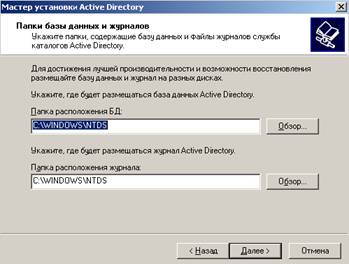 Мастер установки Active Directory
Папки базы данных и журналов
Укажите папки, содержащие базу данных и файлы журналов службы
каталогов Active Directory.
Для достижения лучшей производительности и возможности восстановления
размещайте базу данных и журнал на разных дисках.
Укажите, где будет размещаться база данных Active Directory.
Папка расположения БД:
C:\WINDOWS\NTDS
Обзор...
Укажите, где будет размещаться журнал Active Directory.
Папка расположения журнала:
C:\WINDOWS\NTDS
Обзор...
< Назад
Далее >
Отмена